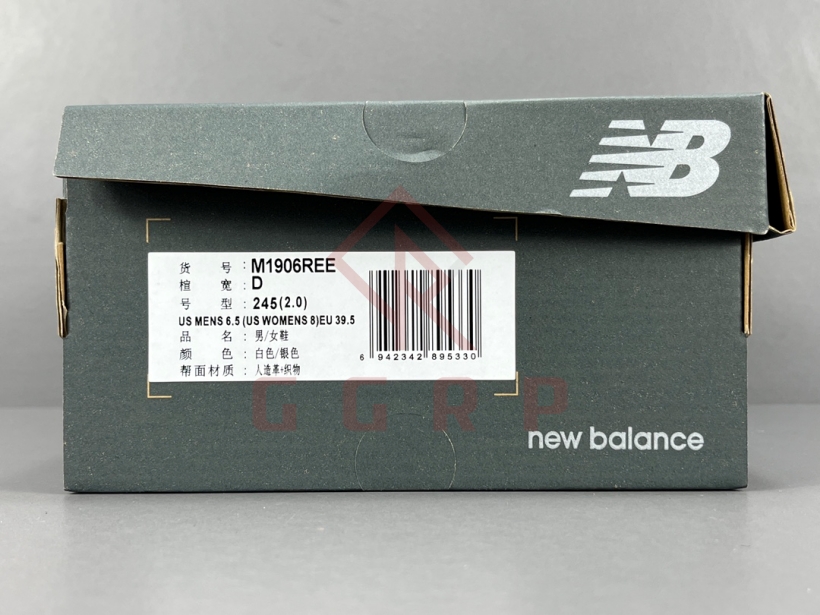 NB
货 号 : M1906REE
楦 宽 : D
号 型 : 245(2.0)
US MENS 6.5 (US WOMENS 8)EU 39.5
品 名 : 男/女鞋
颜 色 : 白色/银色
帮面材质 : 人造革+织物
6 942342 895330
GGRP
new balance